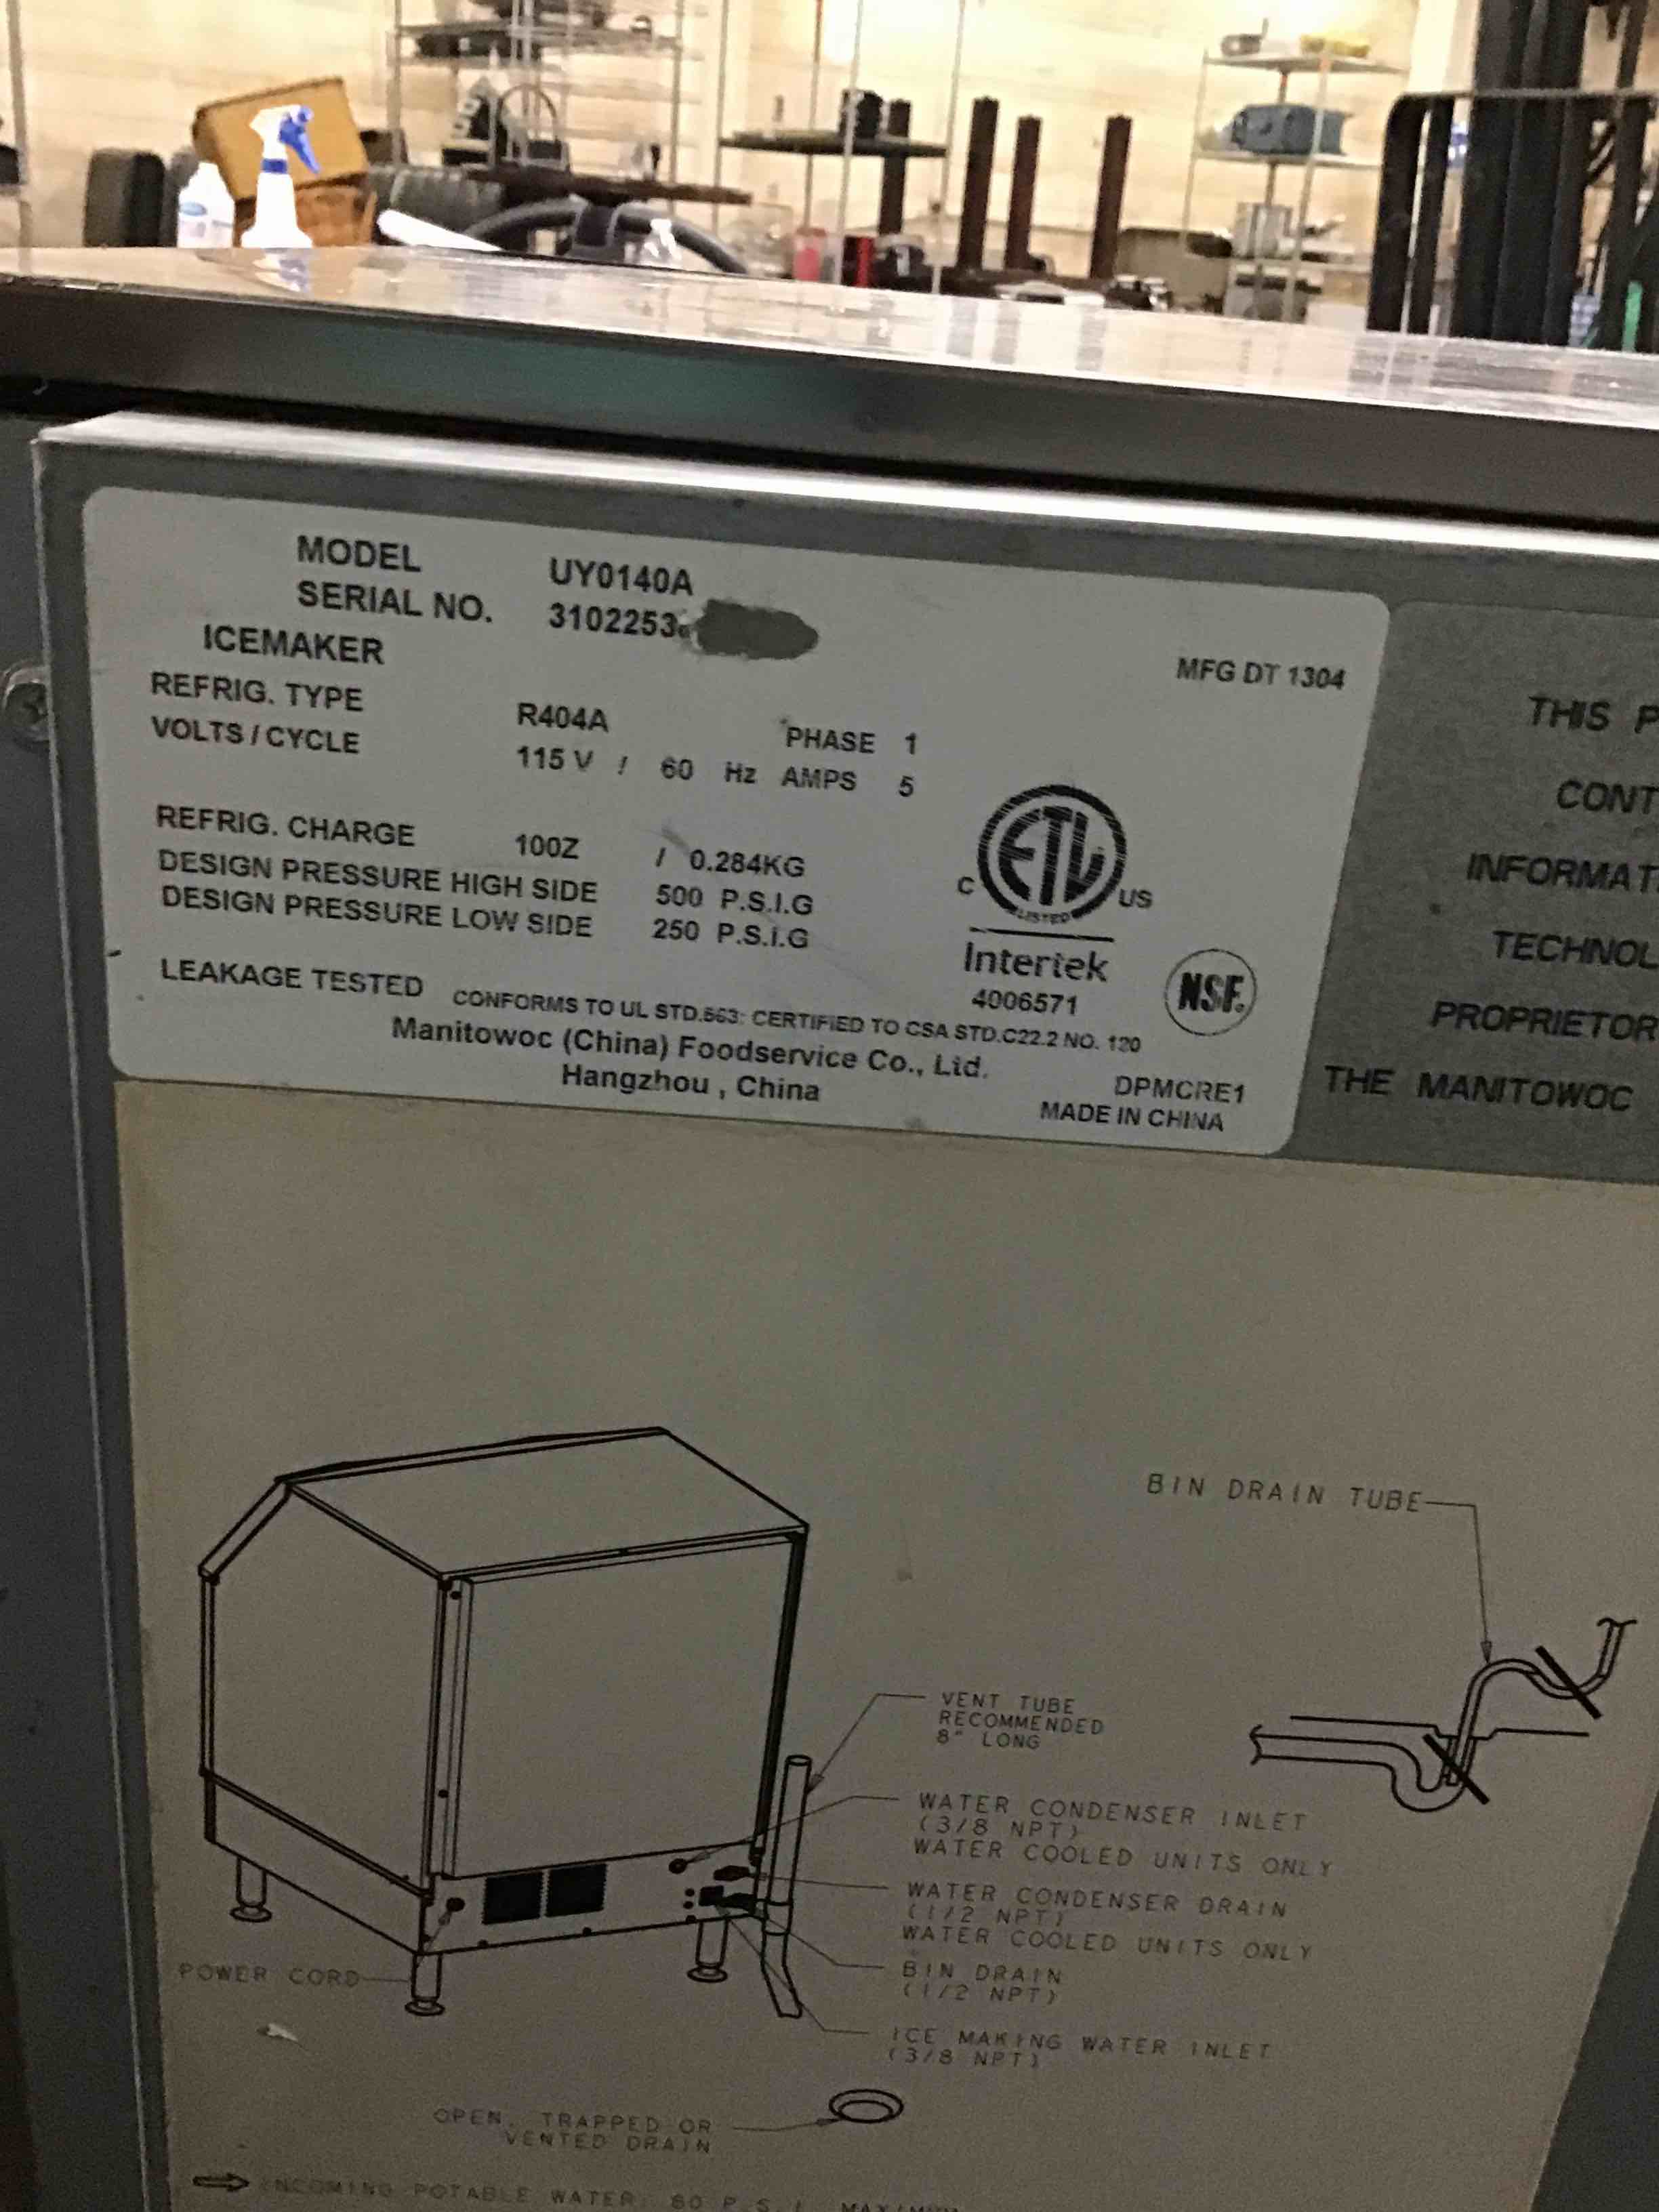 MODEL UY0140A
SERIAL NO. 3102253
ICEMAKER
MFG DT 1304
REFRIG. TYPE R404A PHASE 1
VOLTS / CYCLE 115 V / 60 Hz AMPS 5
REFRIG. CHARGE 10OZ / 0.284KG
DESIGN PRESSURE HIGH SIDE 500 P.S.I.G
DESIGN PRESSURE LOW SIDE 250 P.S.I.G
C ETL US
LISTED
Intertek
4006571
NSF.
LEAKAGE TESTED
CONFORMS TO UL STD.563: CERTIFIED TO CSA STD.C22.2 NO. 120
Manitowoc (China) Foodservice Co., Ltd.
Hangzhou , China
DPMCRE1
MADE IN CHINA
THIS P
CONT
INFORMAT
TECHNOL
PROPRIETOR
THE MANITOWOC
BIN DRAIN TUBE
VENT TUBE
RECOMMENDED
8" LONG
WATER CONDENSER INLET
(3/8 NPT)
WATER COOLED UNITS ONLY
WATER CONDENSER DRAIN
(1/2 NPT)
WATER COOLED UNITS ONLY
POWER CORD
BIN DRAIN
(1/2 NPT)
ICE MAKING WATER INLET
(3/8 NPT)
OPEN, TRAPPED OR
VENTED DRAIN
INCOMING POTABLE WATER: 80 P.S.I. MAXIMUM